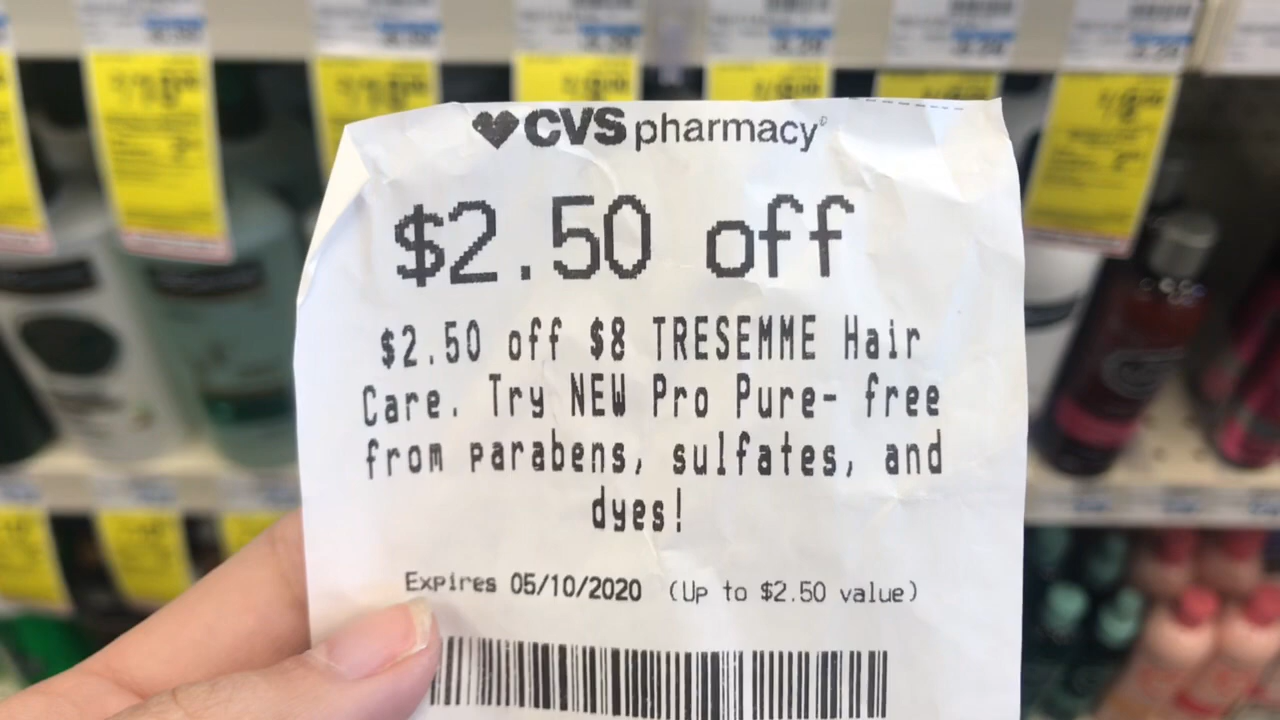 CVS pharmacy
$2.50 off
$2.50 off $8 TRESEMME Hair
Care. Try NEW Pro Pure- free
from parabens, sulfates, and
dyes!
Expires 05/10/2020 (Up to $2.50 value)